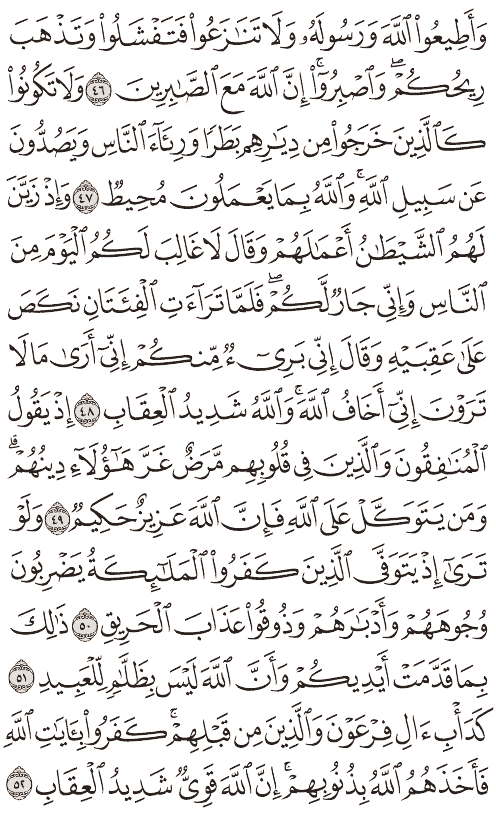 وَأَطِيعُوا۟ ٱللَّهَ وَرَسُولَهُۥ وَلَا تَنَـٰزَعُوا۟ فَتَفْشَلُوا۟ وَتَذْهَبَ
رِيحُكُمْ ۖ وَٱصْبِرُوٓا۟ ۚ إِنَّ ٱللَّهَ مَعَ ٱلصَّـٰبِرِينَ ٤٦ وَلَا تَكُونُوا۟
كَٱلَّذِينَ خَرَجُوا۟ مِن دِيَـٰرِهِم بَطَرًا وَرِئَآءَ ٱلنَّاسِ وَيَصُدُّونَ
عَن سَبِيلِ ٱللَّهِ ۚ وَٱللَّهُ بِمَا يَعْمَلُونَ مُحِيطٌ ٤٧ وَإِذْ زَيَّنَ
لَهُمُ ٱلشَّيْطَـٰنُ أَعْمَـٰلَهُمْ وَقَالَ لَا غَالِبَ لَكُمُ ٱلْيَوْمَ مِنَ
ٱلنَّاسِ وَإِنِّى جَارٌ لَّكُمْ ۖ فَلَمَّا تَرَآءَتِ ٱلْفِئَتَانِ نَكَصَ
عَلَىٰ عَقِبَيْهِ وَقَالَ إِنِّى بَرِىٓءٌ مِّنكُمْ إِنِّىٓ أَرَىٰ مَا لَا
تَرَوْنَ إِنِّىٓ أَخَافُ ٱللَّهَ ۚ وَٱللَّهُ شَدِيدُ ٱلْعِقَابِ ٤٨ إِذْ يَقُولُ
ٱلْمُنَـٰفِقُونَ وَٱلَّذِينَ فِى قُلُوبِهِم مَّرَضٌ غَرَّ هَـٰٓؤُلَآءِ دِينُهُمْ ۗ
وَمَن يَتَوَكَّلْ عَلَى ٱللَّهِ فَإِنَّ ٱللَّهَ عَزِيزٌ حَكِيمٌ ٤٩ وَلَوْ
تَرَىٰٓ إِذْ يَتَوَفَّى ٱلَّذِينَ كَفَرُوا۟ ٱلْمَلَـٰٓئِكَةُ يَضْرِبُونَ
وُجُوهَهُمْ وَأَدْبَـٰرَهُمْ وَذُوقُوا۟ عَذَابَ ٱلْحَرِيقِ ٥٠ ذَٰلِكَ
بِمَا قَدَّمَتْ أَيْدِيكُمْ وَأَنَّ ٱللَّهَ لَيْسَ بِظَلَّـٰمٍ لِّلْعَبِيدِ ٥١
كَدَأْبِ ءَالِ فِرْعَوْنَ وَٱلَّذِينَ مِن قَبْلِهِمْ ۚ كَفَرُوا۟ بِـَٔايَـٰتِ ٱللَّهِ
فَأَخَذَهُمُ ٱللَّهُ بِذُنُوبِهِمْ ۚ إِنَّ ٱللَّهَ قَوِىٌّ شَدِيدُ ٱلْعِقَابِ ٥٢